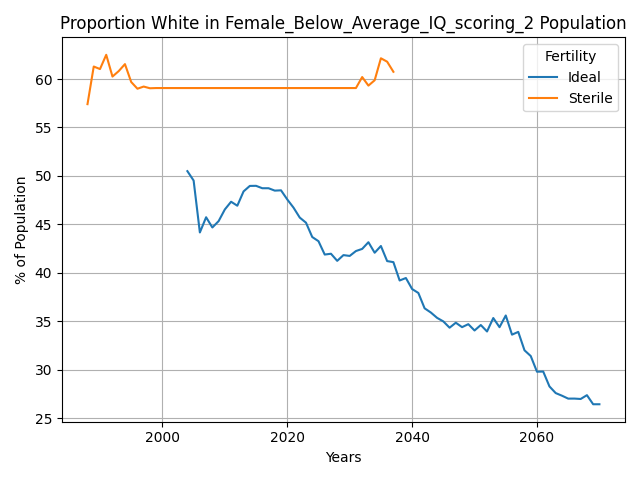 Proportion White in Female_Below_Average_IQ_scoring_2 Population
Fertility
Ideal
Sterile
% of Population
60
55
50
45
40
35
30
25
2000
2020
2040
2060
Years